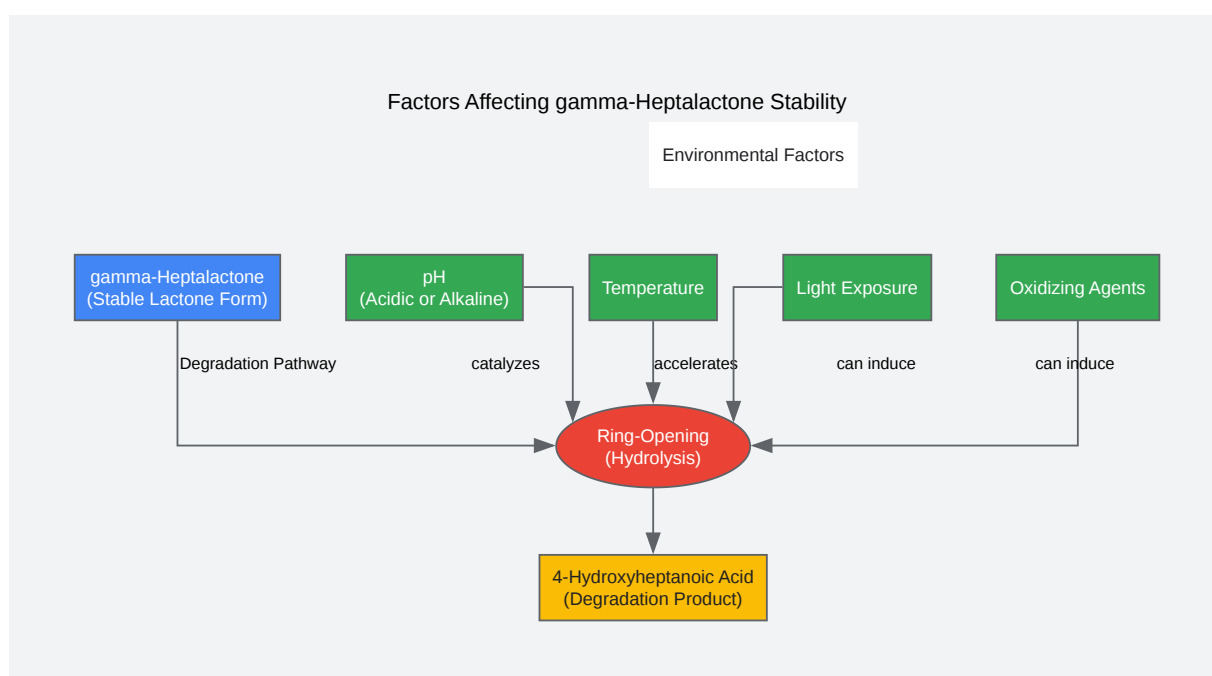 Factors Affecting gamma-Heptalactone Stability
Environmental Factors
gamma-Heptalactone
(Stable Lactone Form)
pH
(Acidic or Alkaline)
Temperature
Light Exposure
Oxidizing Agents
Degradation Pathway
catalyzes
accelerates
can induce
can induce
Ring-Opening
(Hydrolysis)
4-Hydroxyheptanoic Acid
(Degradation Product)